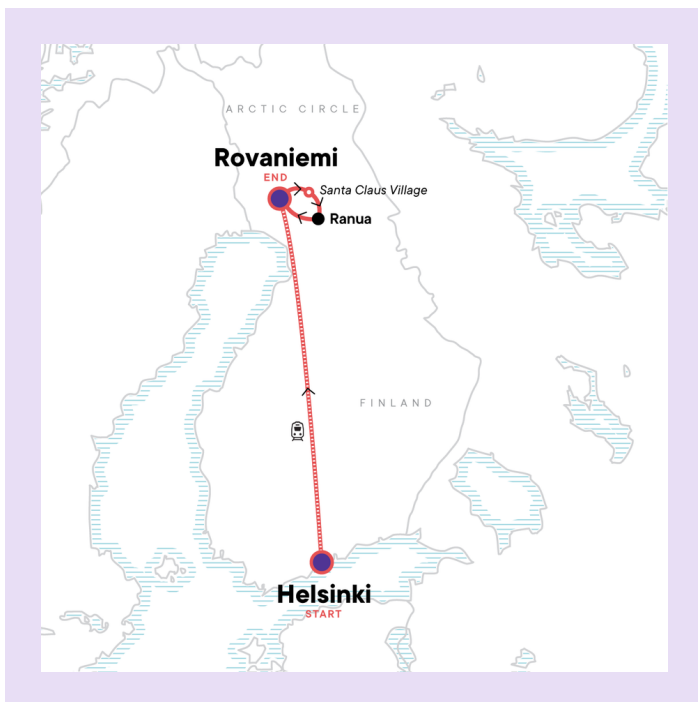 ARCTIC CIRCLE
Rovaniemi
END
Santa Claus Village
Ranua
FINLAND
Helsinki
START